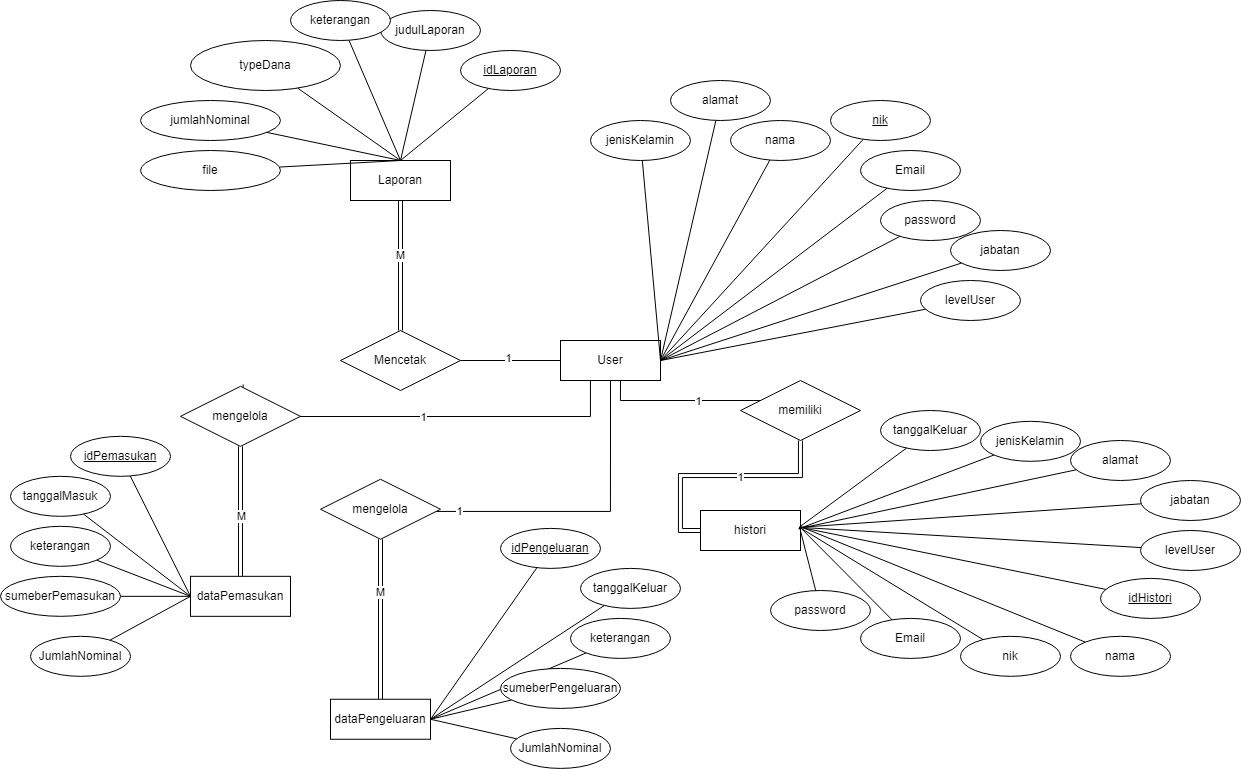 keterangan
judulLaporan
typeDana
idLaporan
jumlahNominal
file
Laporan
M
Mencetak
1
alamat
jenisKelamin
nama
nik
Email
password
jabatan
levelUser
User
mengelola
1
M
idPemasukan
tanggalMasuk
keterangan
sumeberPemasukan
JumlahNominal
dataPemasukan
mengelola
1
M
idPengeluaran
tanggalKeluar
keterangan
sumeberPengeluaran
JumlahNominal
dataPengeluaran
1
memiliki
1
histori
tanggalKeluar
jenisKelamin
alamat
jabatan
levelUser
idHistori
nama
nik
Email
password